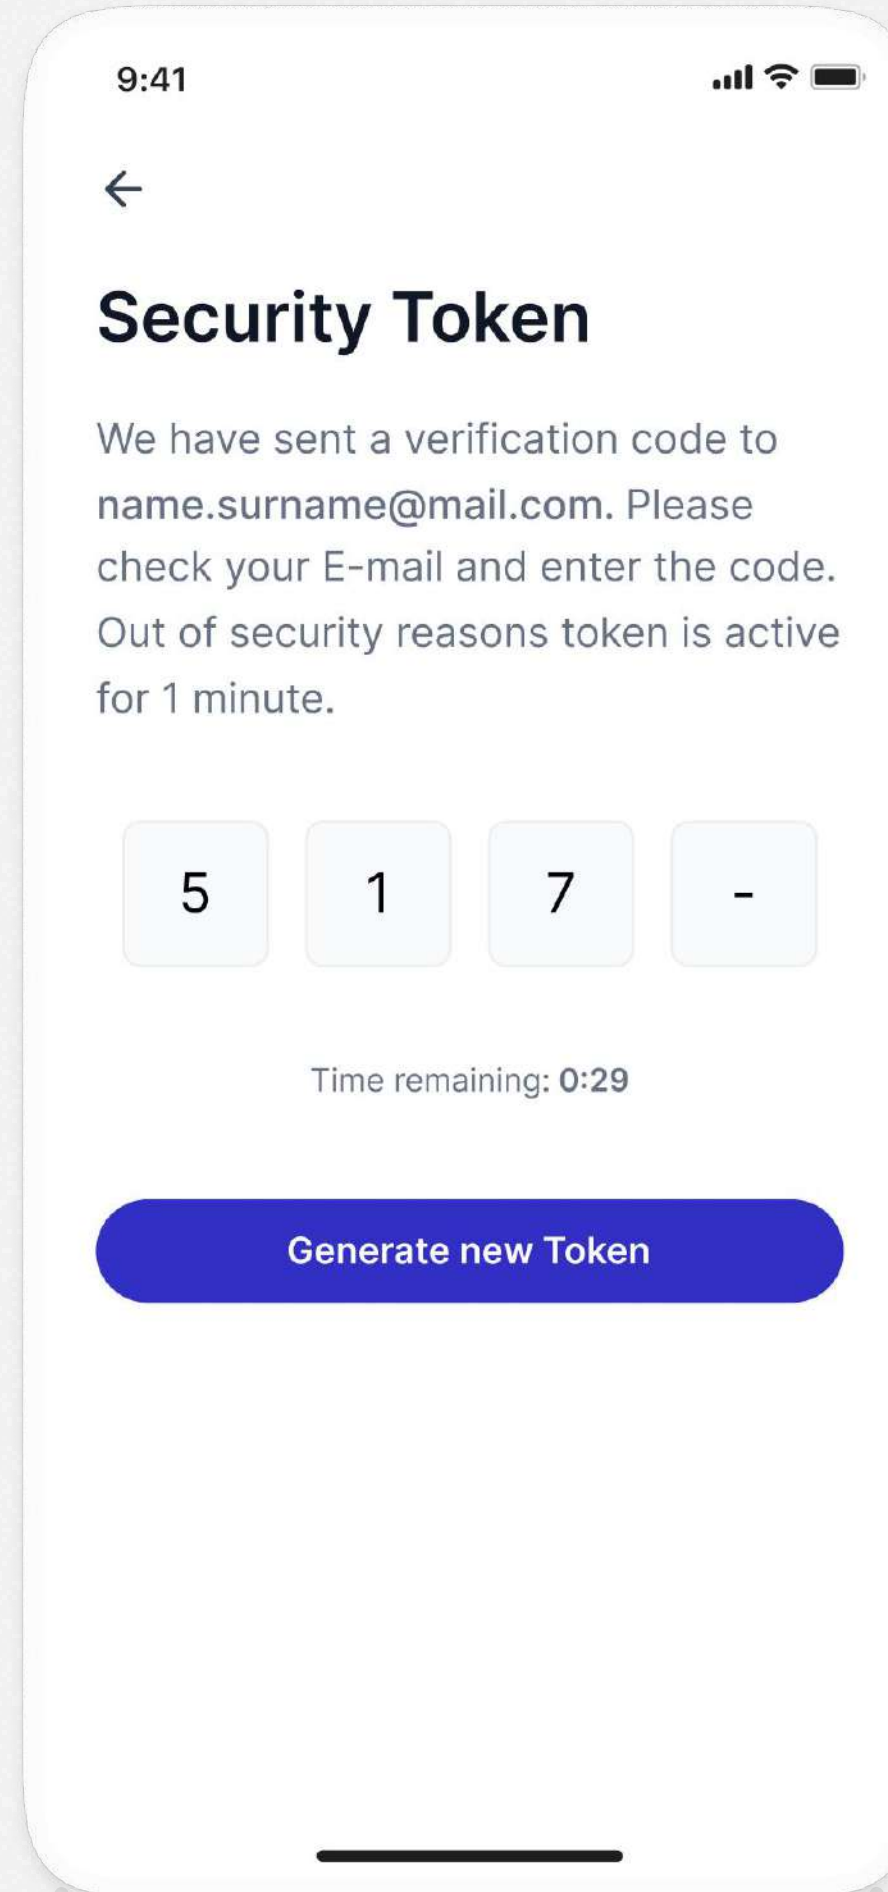 9:41
Security Token
We have sent a verification code to
name.surname@mail.com. Please
check your E-mail and enter the code.
Out of security reasons token is active
for 1 minute.
5 1 7 -
Time remaining: 0:29
Generate new Token